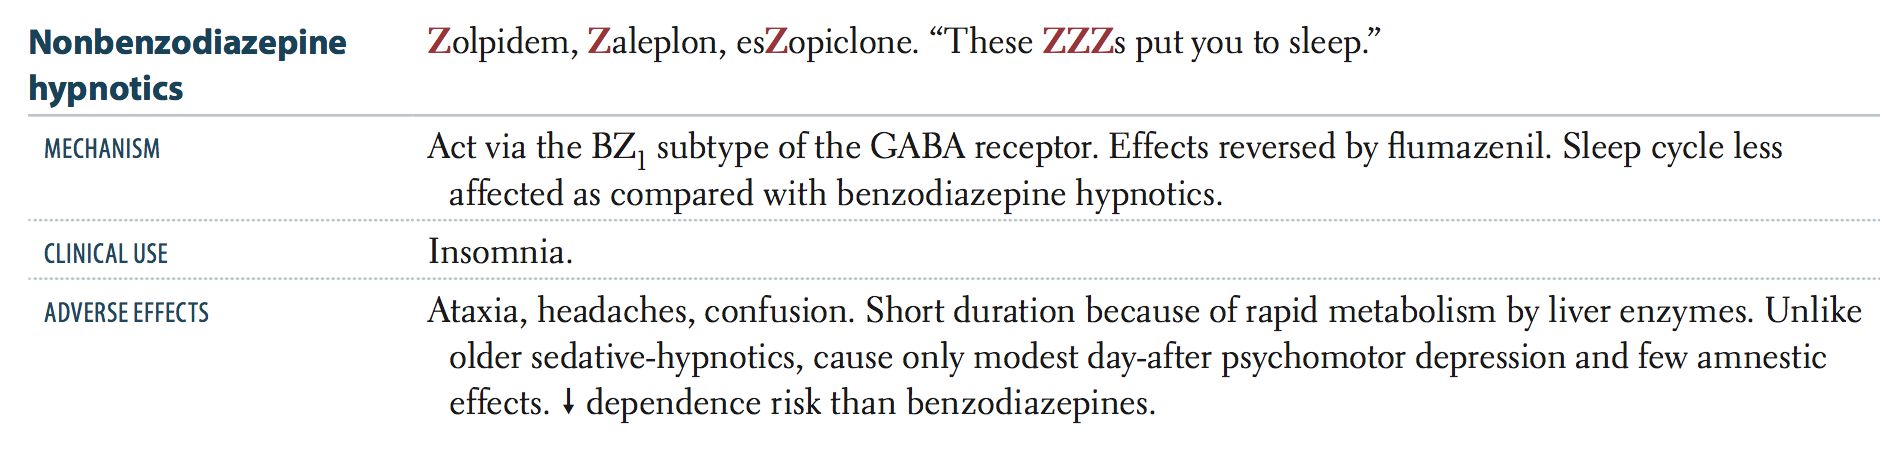 Nonbenzodiazepine
hypnotics
Zolpidem, Zaleplon, esZopiclone. “These ZZZs put you to sleep.”
MECHANISM
Act via the BZ1 subtype of the GABA receptor. Effects reversed by flumazenil. Sleep cycle less
affected as compared with benzodiazepine hypnotics.
CLINICAL USE
Insomnia.
ADVERSE EFFECTS
Ataxia, headaches, confusion. Short duration because of rapid metabolism by liver enzymes. Unlike
older sedative-hypnotics, cause only modest day-after psychomotor depression and few amnestic
effects. ↓ dependence risk than benzodiazepines.